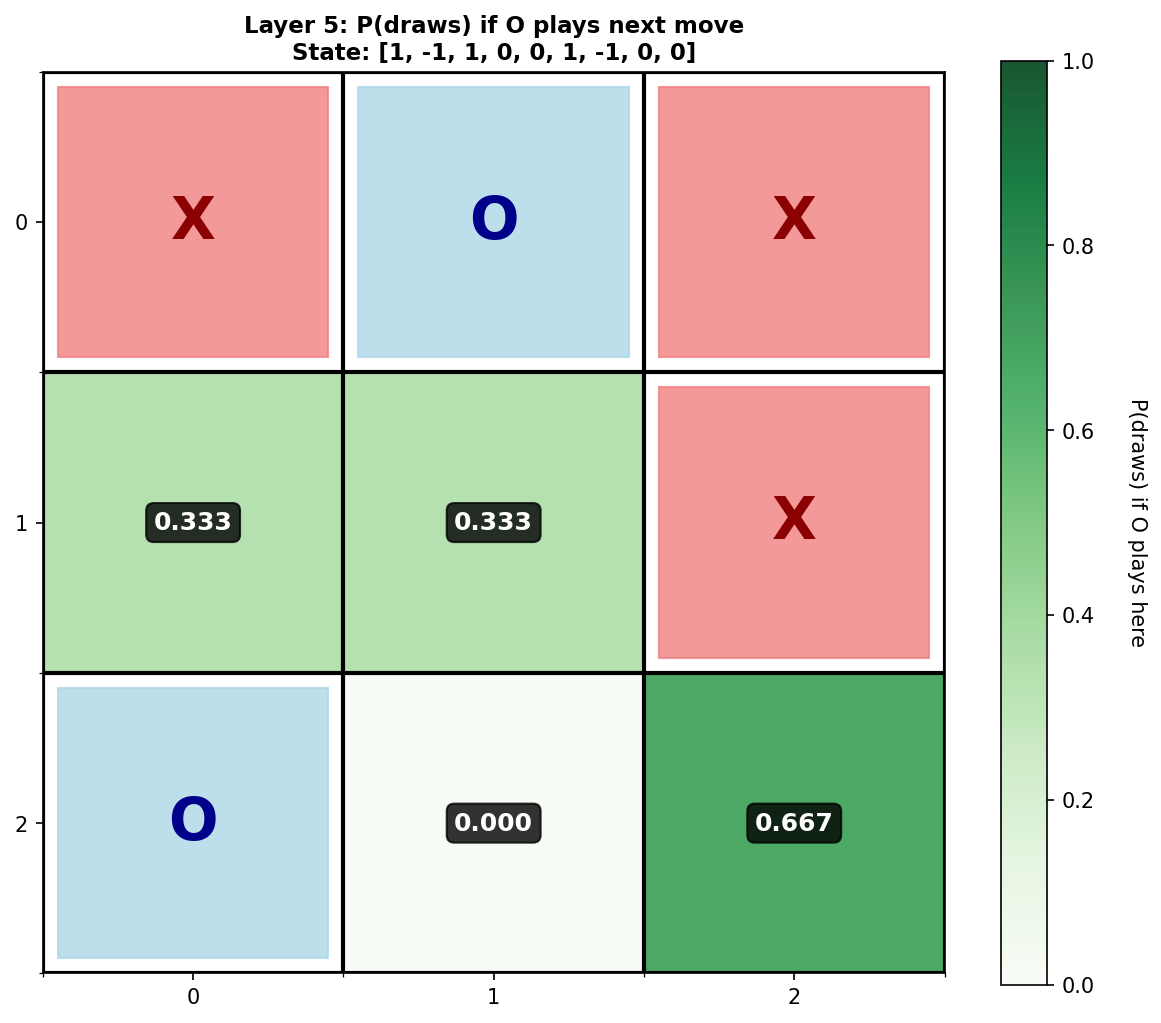 Layer 5: P(draws) if O plays next move
State: [1, -1, 1, 0, 0, 1, -1, 0, 0]
X
O
X
0
0.333
0.333
X
1
O
0.000
0.667
2
0
1
2
1.0
0.8
0.6
0.4
0.2
0.0
P(draws) if O plays here